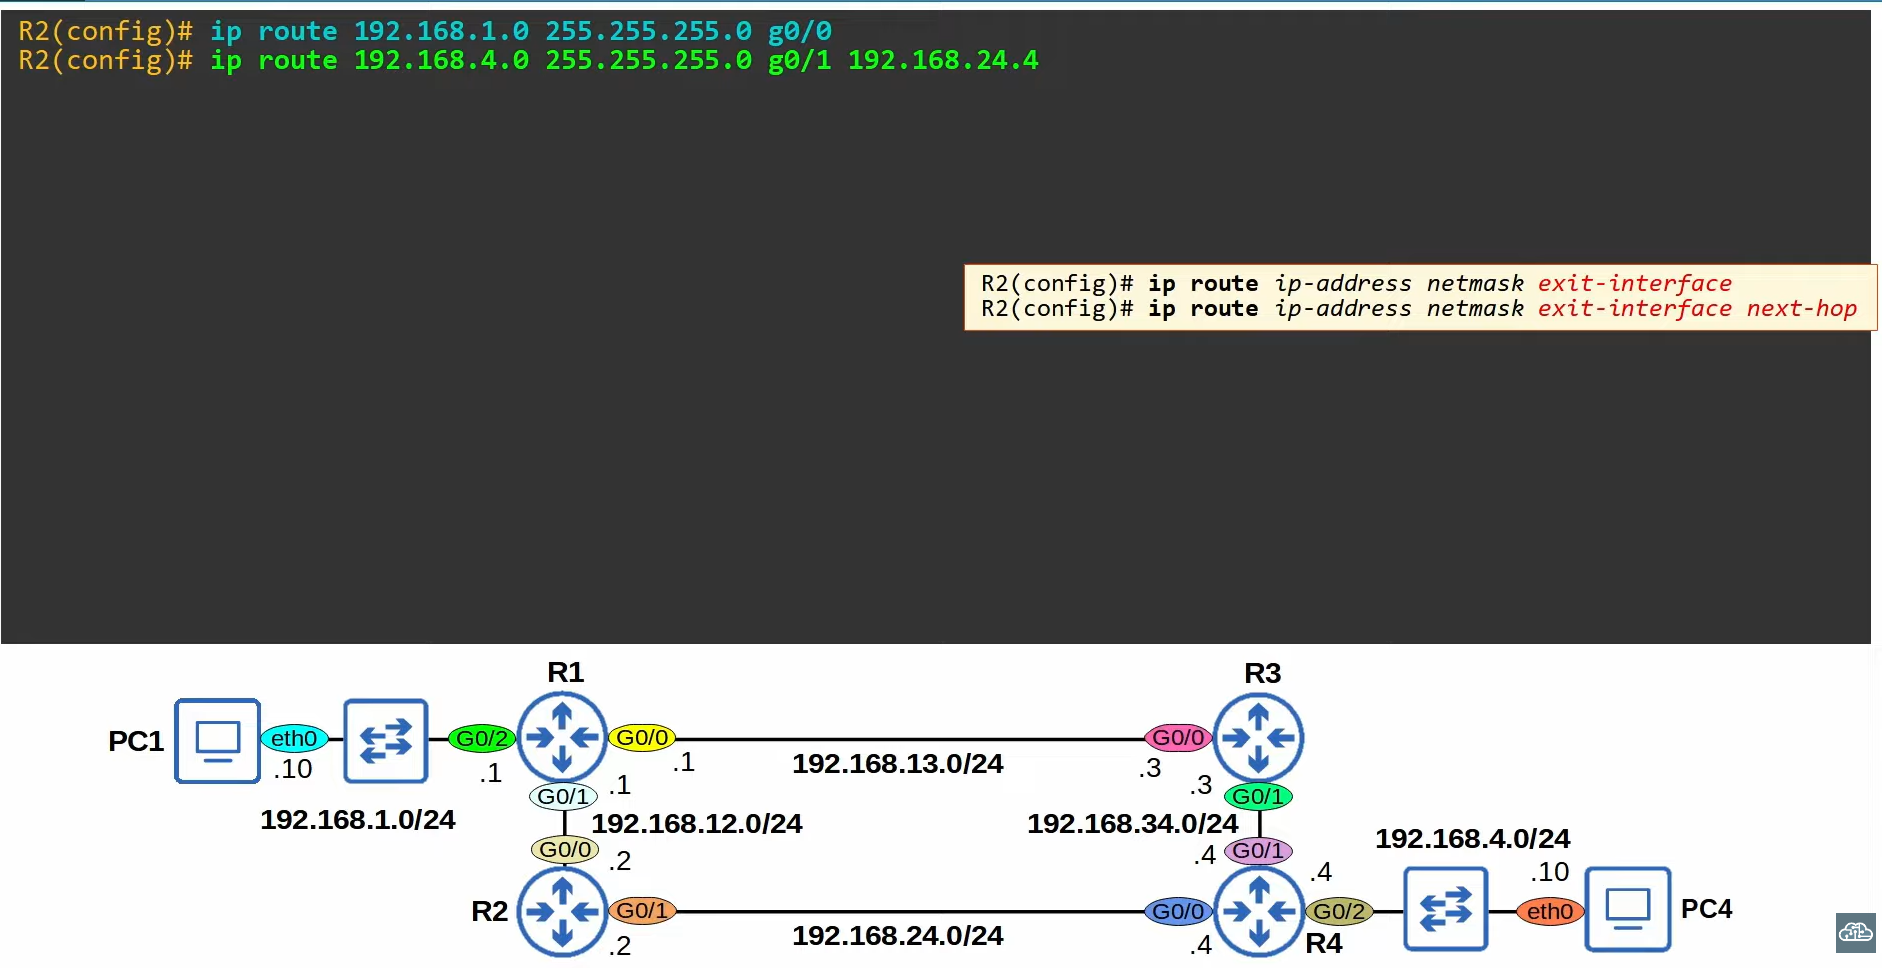 R2(config)# ip route 192.168.1.0 255.255.255.0 g0/0
R2(config)# ip route 192.168.4.0 255.255.255.0 g0/1 192.168.24.4
R2(config)# ip route ip-address netmask exit-interface
R2(config)# ip route ip-address netmask exit-interface next-hop
R1
R3
PC1
eth0
G0/2
G0/0
G0/0
.10
.1
.1
192.168.13.0/24
.3
.1
.3
G0/1
G0/1
192.168.1.0/24
192.168.12.0/24
192.168.34.0/24
192.168.4.0/24
G0/0
.2
.4
G0/1
.4
.10
R2
G0/1
G0/0
G0/2
eth0
PC4
.2
192.168.24.0/24
.4
R4